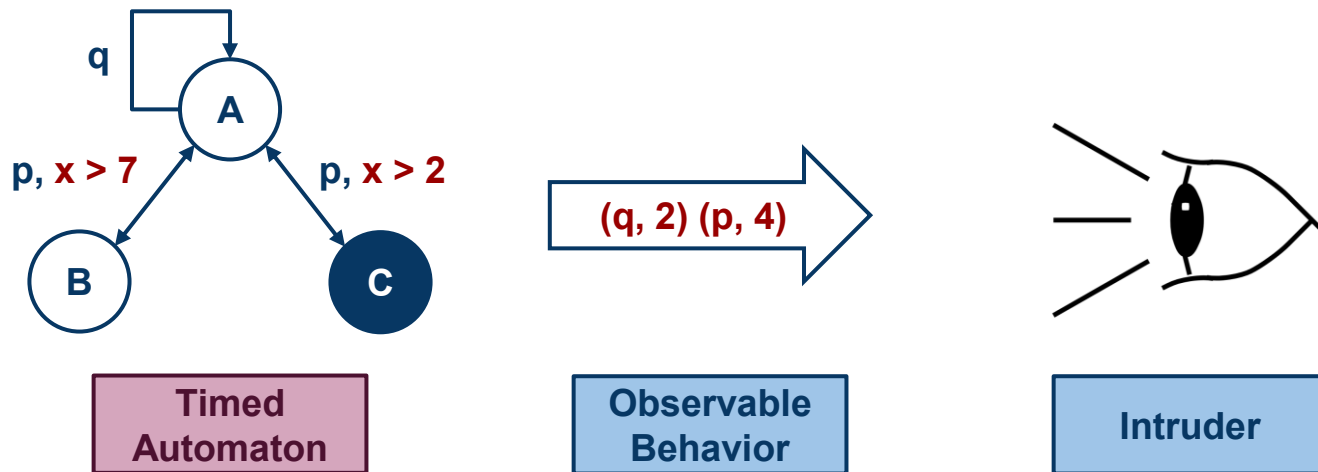 q
A
p, x > 7
p, x > 2
B
C
(q, 2) (p, 4)
Timed
Automaton
Observable
Behavior
Intruder